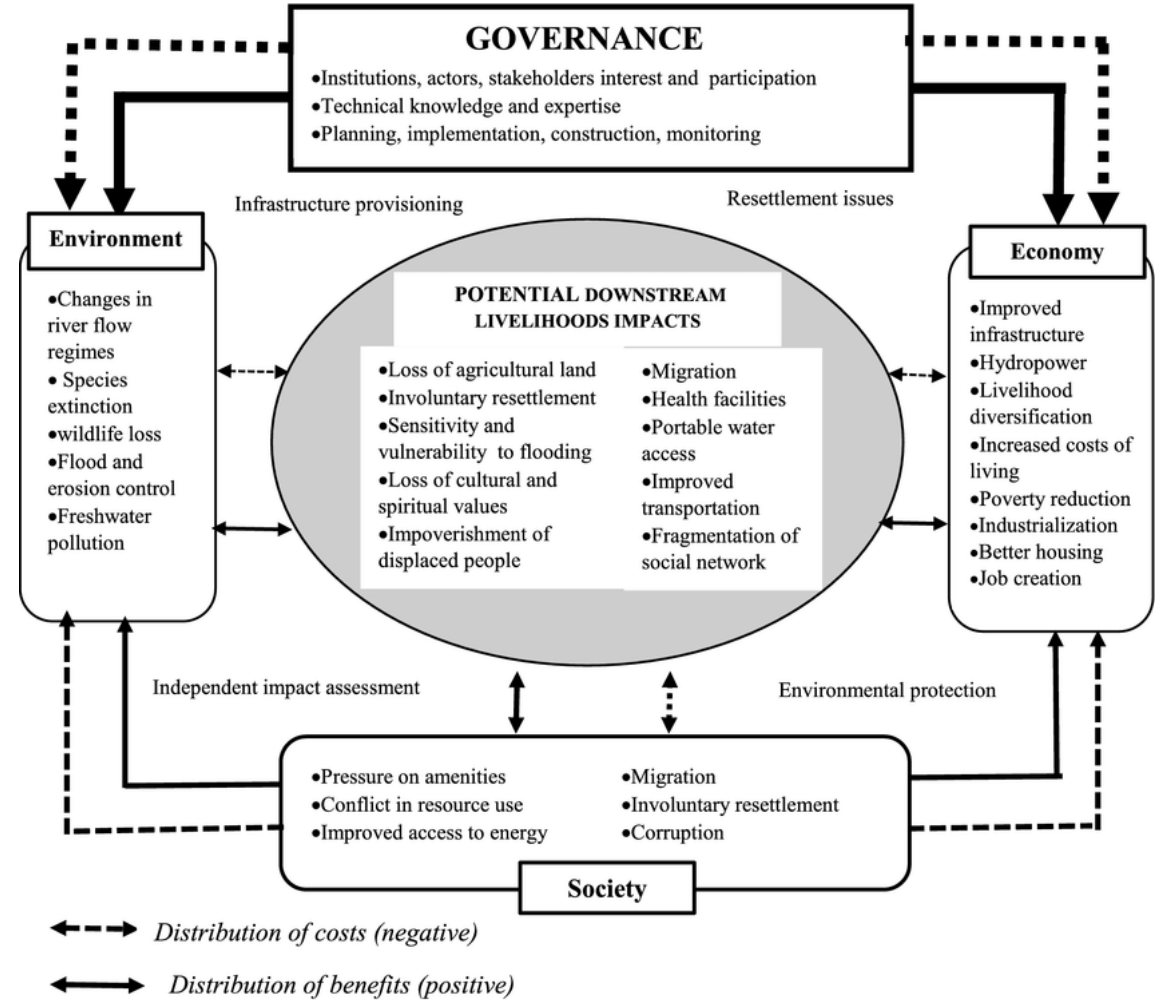 GOVERNANCE
•Institutions, actors, stakeholders interest and participation
•Technical knowledge and expertise
•Planning, implementation, construction, monitoring
Infrastructure provisioning
Resettlement issues
Environment
•Changes in
river flow
regimes
• Species
extinction
•wildlife loss
•Flood and
erosion control
•Freshwater
pollution
POTENTIAL DOWNSTREAM
LIVELIHOODS IMPACTS
•Loss of agricultural land
•Involuntary resettlement
•Sensitivity and
vulnerability to flooding
•Loss of cultural and
spiritual values
•Impoverishment of
displaced people
•Migration
•Health facilities
•Portable water
access
•Improved
transportation
•Fragmentation of
social network
Economy
•Improved
infrastructure
•Hydropower
•Livelihood
diversification
•Increased costs of
living
•Poverty reduction
•Industrialization
•Better housing
•Job creation
Independent impact assessment
Environmental protection
•Pressure on amenities
•Conflict in resource use
•Improved access to energy
•Migration
•Involuntary resettlement
•Corruption
Society
Distribution of costs (negative)
Distribution of benefits (positive)